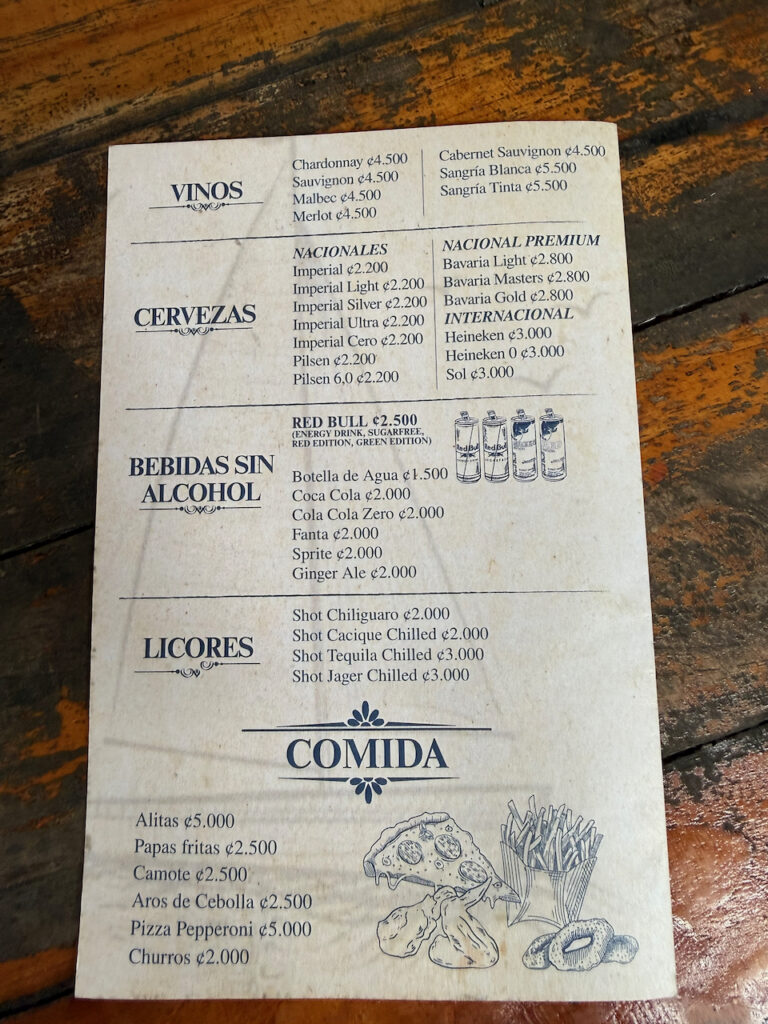 VINOS
Chardonnay ¢4.500
Sauvignon ¢4.500
Malbec ¢4.500
Merlot ¢4.500
Cabernet Sauvignon ¢4.500
Sangría Blanca ¢5.500
Sangría Tinta ¢5.500
CERVEZAS
NACIONALES
Imperial ¢2.200
Imperial Light ¢2.200
Imperial Silver ¢2.200
Imperial Ultra ¢2.200
Imperial Cero ¢2.200
Pilsen ¢2.200
Pilsen 6,0 ¢2.200
NACIONAL PREMIUM
Bavaria Light ¢2.800
Bavaria Masters ¢2.800
Bavaria Gold ¢2.800
INTERNACIONAL
Heineken ¢3.000
Heineken 0 ¢3.000
Sol ¢3.000
BEBIDAS SIN
ALCOHOL
RED BULL ¢2.500
(ENERGY DRINK, SUGARFREE,
RED EDITION, GREEN EDITION)
RedBull
RedBull
Botella de Agua ¢1.500
Coca Cola ¢2.000
Cola Cola Zero ¢2.000
Fanta ¢2.000
Sprite ¢2.000
Ginger Ale ¢2.000
LICORES
Shot Chiliguaro ¢2.000
Shot Cacique Chilled ¢2.000
Shot Tequila Chilled ¢3.000
Shot Jager Chilled ¢3.000
COMIDA
Alitas ¢5.000
Papas fritas ¢2.500
Camote ¢2.500
Aros de Cebolla ¢2.500
Pizza Pepperoni ¢5.000
Churros ¢2.000